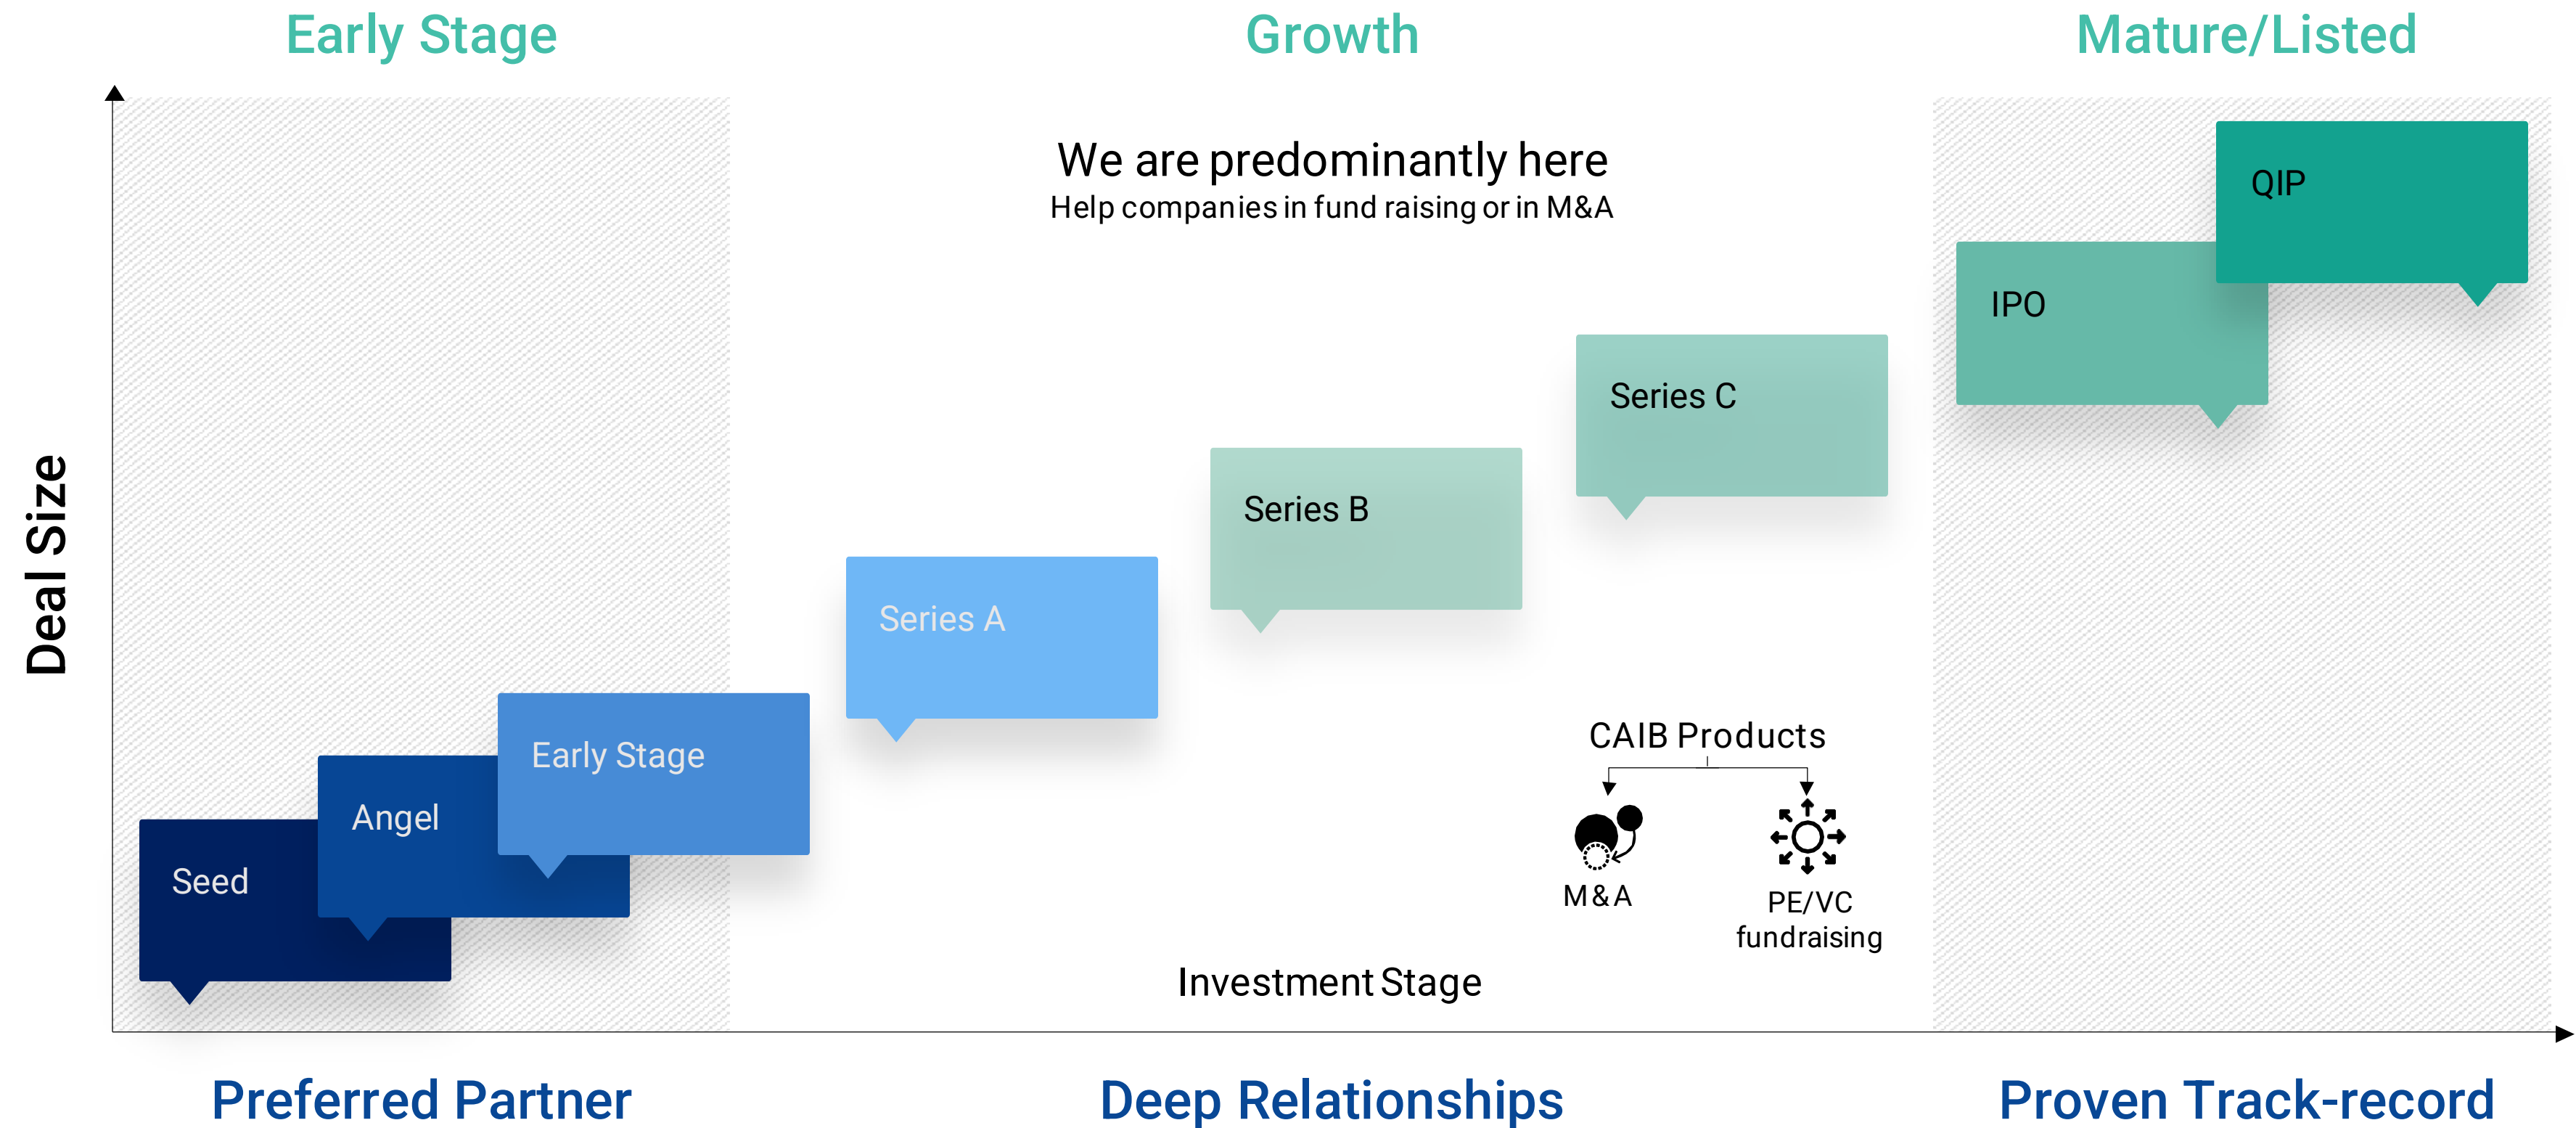 Early Stage
Growth
Mature/Listed
We are predominantly here
Help companies in fund raising or in M&A
QIP
IPO
Series C
Series B
Series A
Early Stage
Angel
Seed
Deal Size
CAIB Products
M&A
PE/VC
fundraising
Investment Stage
Preferred Partner
Deep Relationships
Proven Track-record